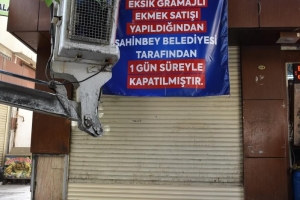 EKSİK GRAMAJLI
EKMEK SATIŞI
YAPILDIĞINDAN
ŞAHİNBEY BELEDİYESİ
TARAFINDAN
1 GÜN SÜREYLE
KAPATILMIŞTIR.